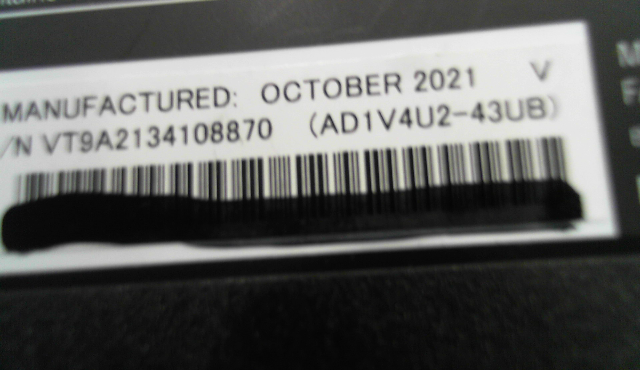 MANUFACTURED: OCTOBER 2021 V
/N VT9A2134108870 (AD1V4U2-43UB)